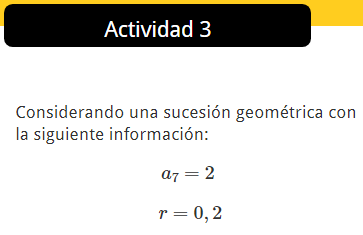 Actividad 3
Considerando una sucesión geométrica con
la siguiente información:
a₇ = 2
r = 0, 2